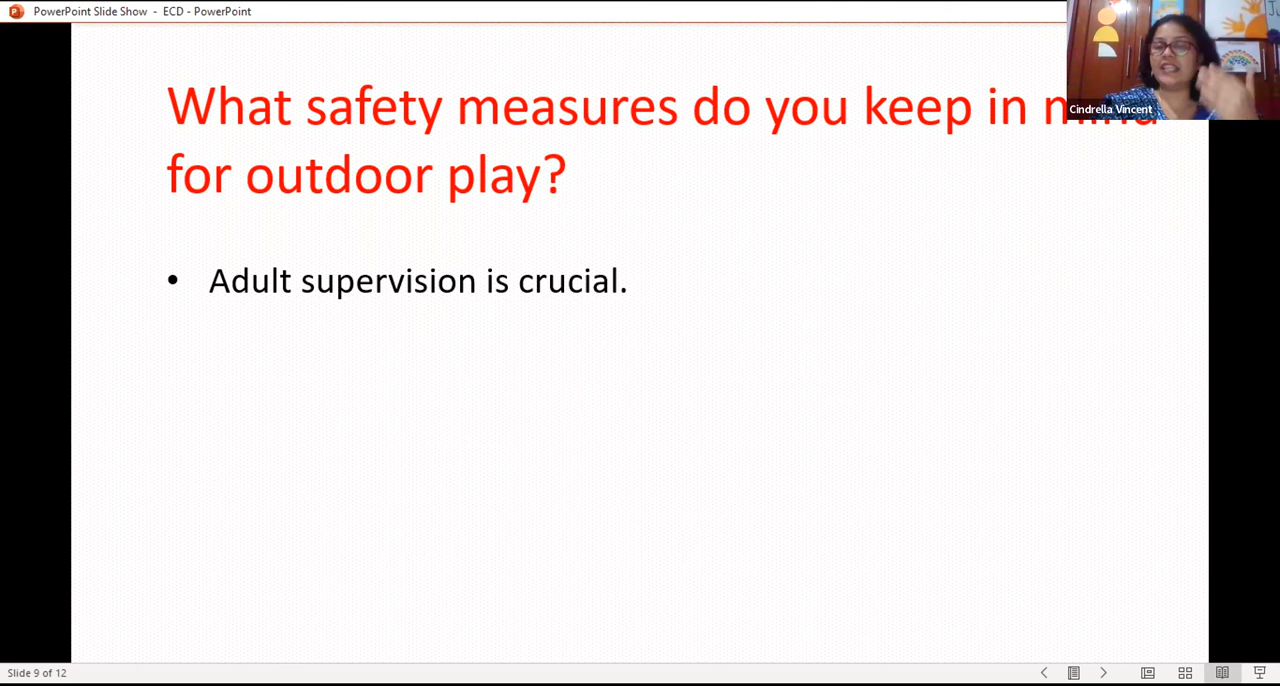 PowerPoint Slide Show - ECD - PowerPoint
Cindrella Vincent
What safety measures do you keep in mind
for outdoor play?
• Adult supervision is crucial.
Slide 9 of 12